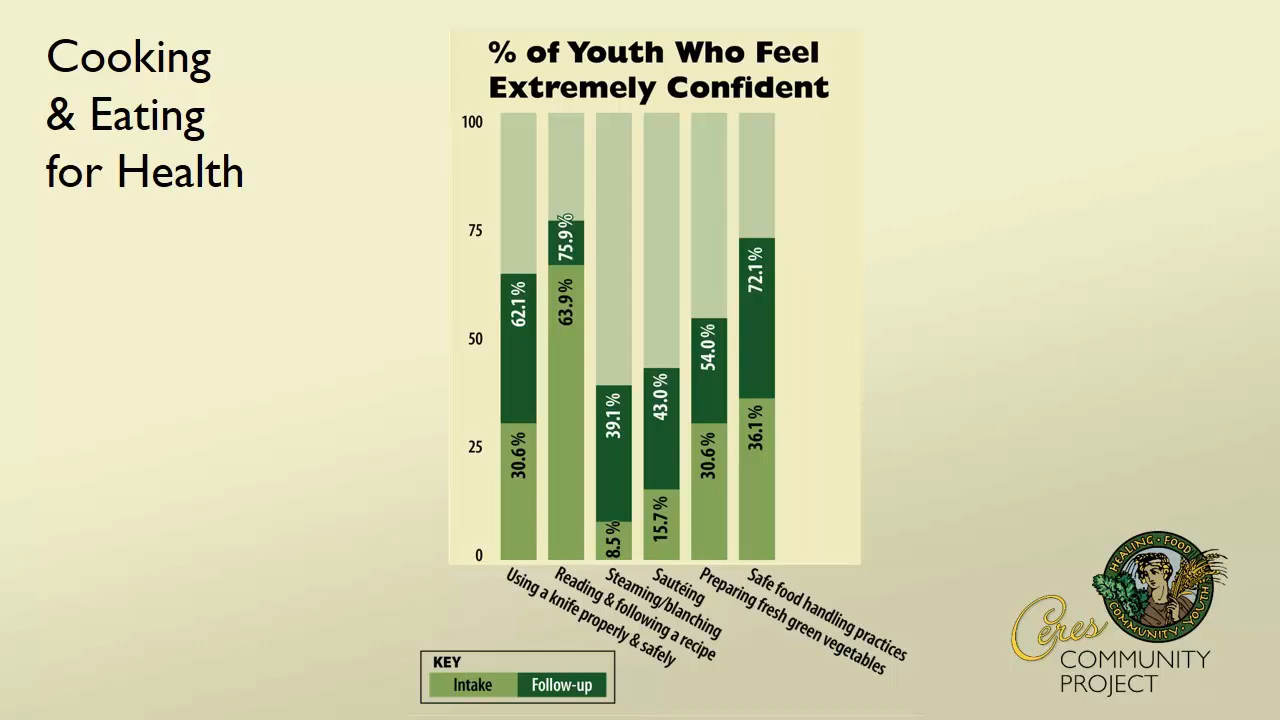 Cooking
& Eating
for Health
% of Youth Who Feel
Extremely Confident
100
75
50
25
0
62.1%
30.6%
75.9%
63.9%
39.1%
8.5%
43.0%
15.7%
54.0%
30.6%
72.1%
36.1%
Using a knife properly & safely
Reading & following a recipe
Steaming/blanching
Sautéing
Preparing fresh green vegetables
Safe food handling practices
KEY
Intake
Follow-up
HEALING · FOOD
COMMUNITY · YOUTH
Ceres
COMMUNITY
PROJECT